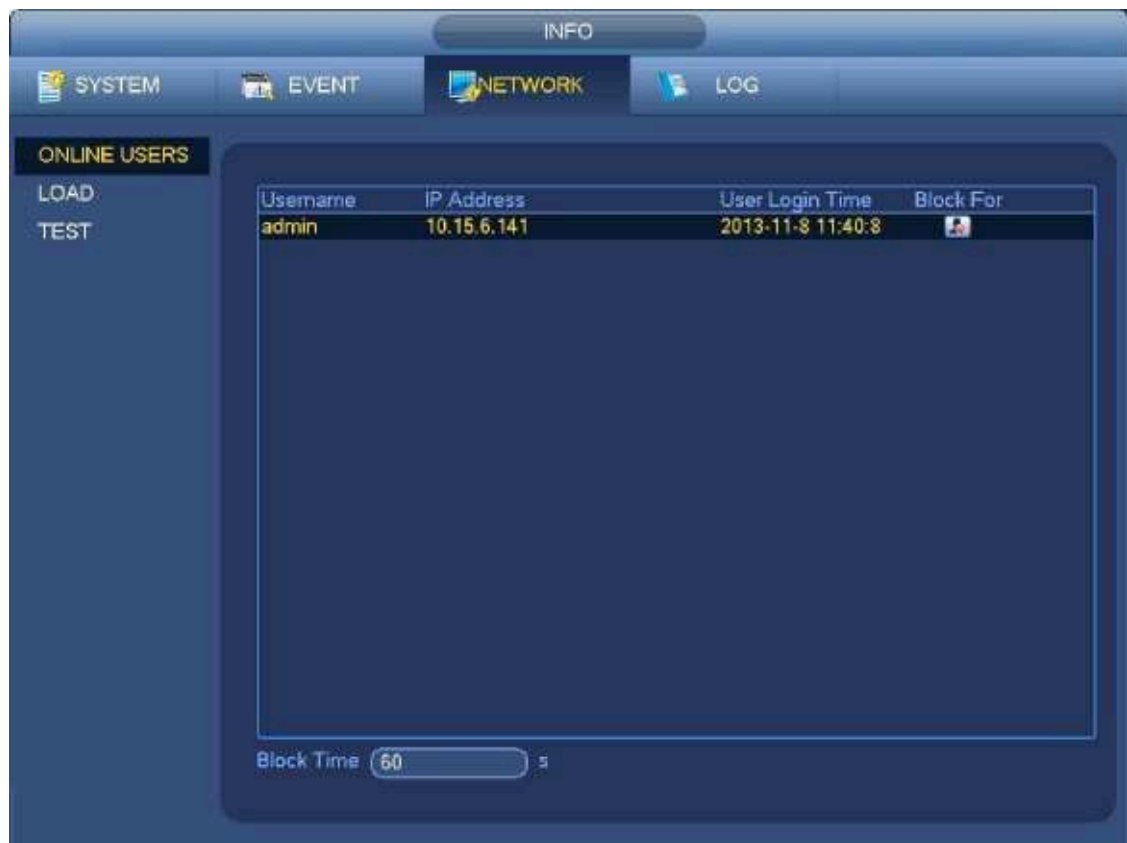 INFO
SYSTEM EVENT NETWORK LOG
ONLINE USERS
LOAD
TEST
Username IP Address User Login Time Block For
admin 10.15.6.141 2013-11-8 11:40:8
Block Time 60 s